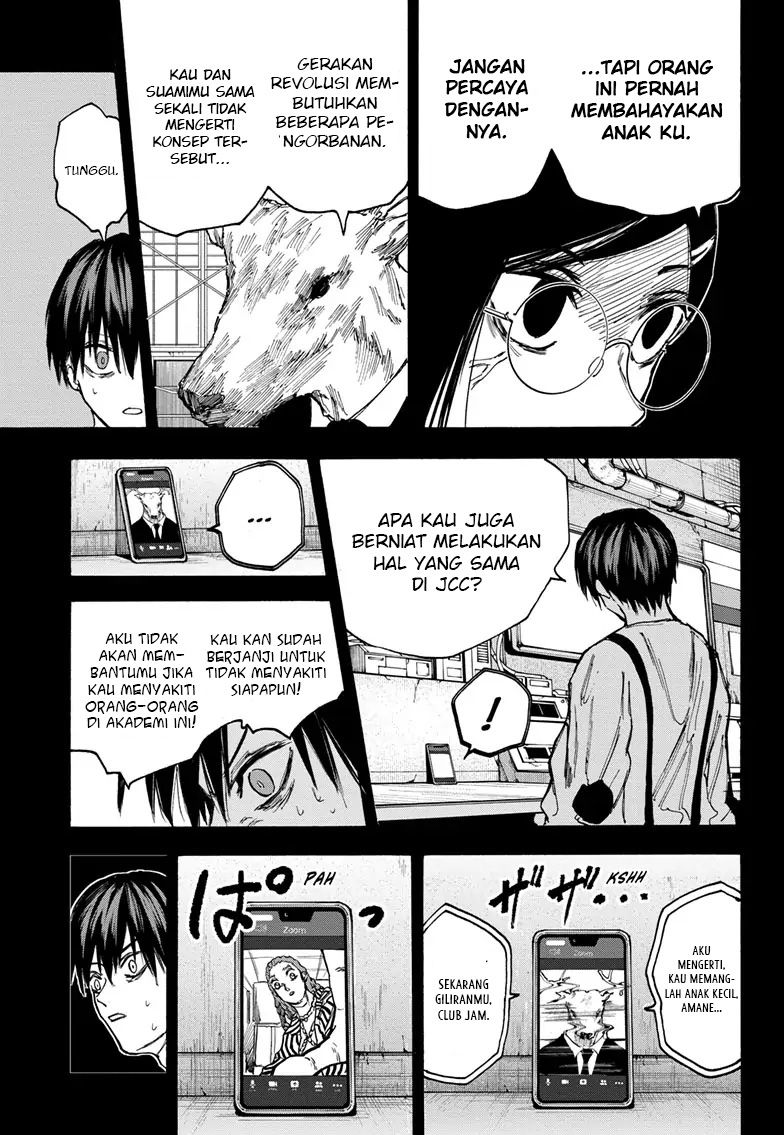 ...TAPI ORANG
INI PERNAH
MEMBAHAYAKAN
ANAK KU.
JANGAN
PERCAYA
DENGAN-
NYA.
GERAKAN
REVOLUSI MEM-
BUTUHKAN
BEBERAPA PE-
NGORBANAN.
KAU DAN
SUAMIMU SAMA
SEKALI TIDAK
MENGERTI
KONSEP TER-
SEBUT...
TUNGGU.
APA KAU JUGA
BERNIAT MELAKUKAN
HAL YANG SAMA
DI JCC?
!
...
KAU KAN SUDAH
BERJANJI UNTUK
TIDAK MENYAKITI
SIAPAPUN!
AKU TIDAK
AKAN MEM-
BANTUMU JIKA
KAU MENYAKITI
ORANG-ORANG
DI AKADEMI INI!
AKU
MENGERTI,
KAU MEMANG-
LAH ANAK KECIL,
AMANE...
ザザ..
KSHH
Zoom
SEKARANG
GILIRANMU,
CLUB JAM.
ぱっ
PAH
Zoom